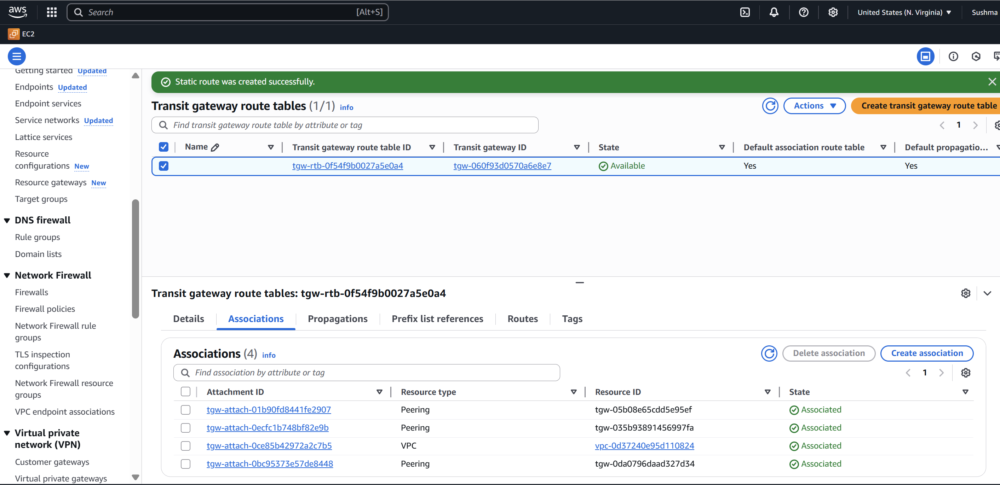 aws
Search [Alt+S]
United States (N. Virginia) Sushma
EC2
Getting started Updated
Endpoints Updated
Endpoint services
Service networks Updated
Lattice services
Resource
configurations New
Resource gateways New
Target groups
DNS firewall
Rule groups
Domain lists
Network Firewall
Firewalls
Firewall policies
Network Firewall rule
groups
TLS inspection
configurations
Network Firewall resource
groups
VPC endpoint associations
Virtual private
network (VPN)
Customer gateways
Virtual private gateways
Static route was created successfully.
Transit gateway route tables (1/1) info
Actions
Create transit gateway route table
Find transit gateway route table by attribute or tag
1
Name Transit gateway route table ID Transit gateway ID State Default association route table Default propagatio...
tgw-rtb-0f54f9b0027a5e0a4 tgw-060f93d0570a6e8e7 Available Yes Yes
Transit gateway route tables: tgw-rtb-0f54f9b0027a5e0a4
Details Associations Propagations Prefix list references Routes Tags
Associations (4) info
Delete association Create association
Find association by attribute or tag
1
Attachment ID Resource type Resource ID State
tgw-attach-01b90fd8441fe2907 Peering tgw-05b08e65cdd5e95ef Associated
tgw-attach-0ecfc1b748bf82e9b Peering tgw-035b93891456997fa Associated
tgw-attach-0ce85b42972a2c7b5 VPC vpc-0d37240e95d110824 Associated
tgw-attach-0bc95373e57de8448 Peering tgw-0da0796daad327d34 Associated